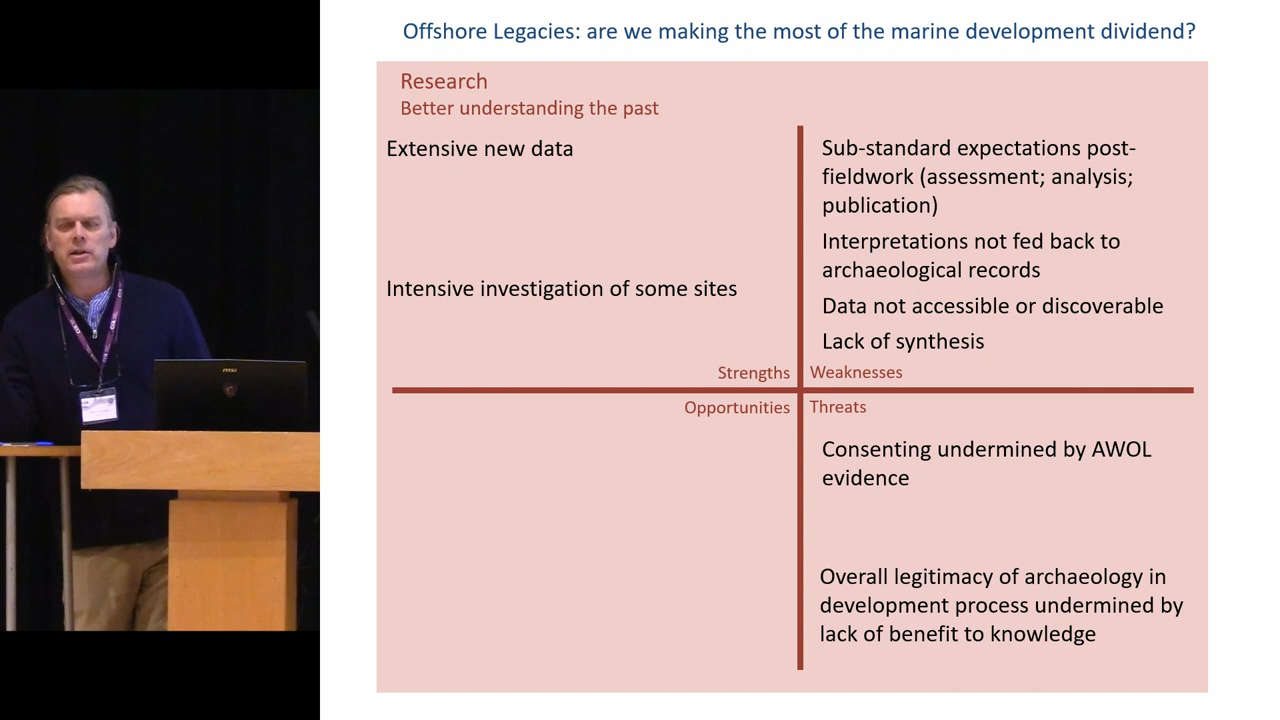 Offshore Legacies: are we making the most of the marine development dividend?
Research
Better understanding the past
Extensive new data
Intensive investigation of some sites
Strengths
Sub-standard expectations post-
fieldwork (assessment; analysis;
publication)
Interpretations not fed back to
archaeological records
Data not accessible or discoverable
Lack of synthesis
Weaknesses
Opportunities
Threats
Consenting undermined by AWOL
evidence
Overall legitimacy of archaeology in
development process undermined by
lack of benefit to knowledge
msi